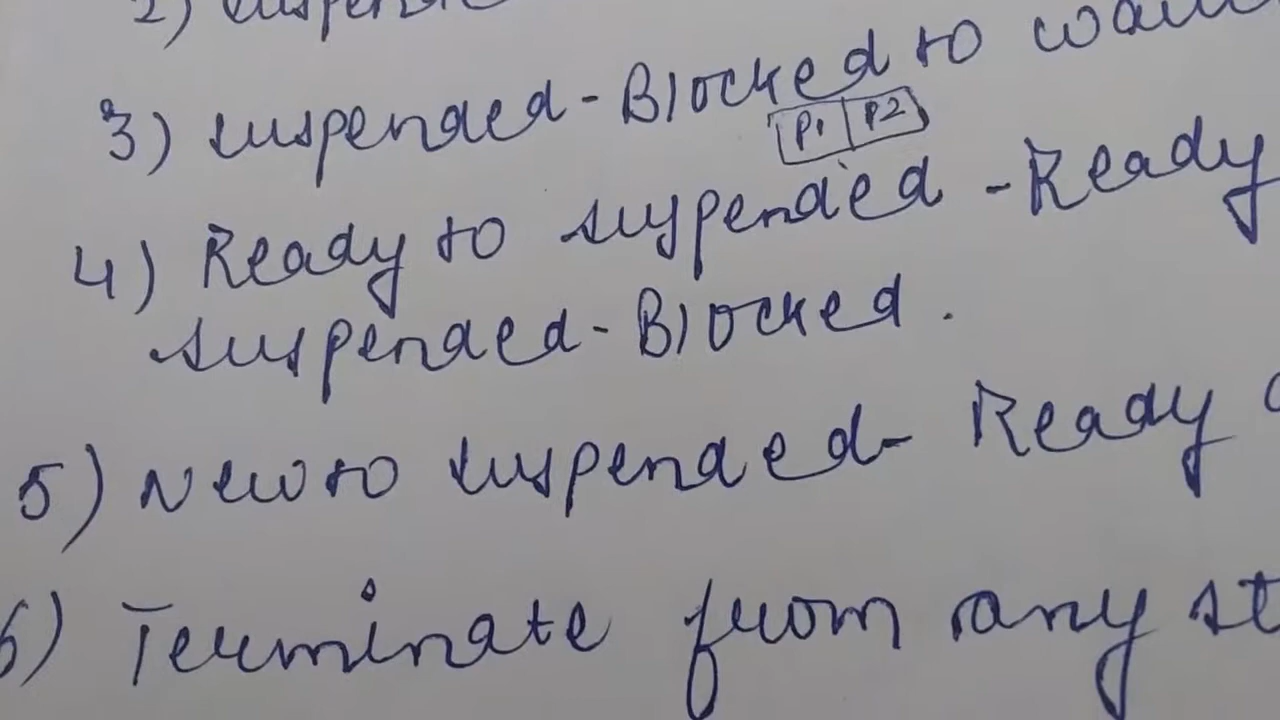 2)
3) suspended-Blocked to
P1 P2
4) Ready to suspended-Ready
suspended-Blocked.
5) New to suspended-Ready
6) Terminate from any